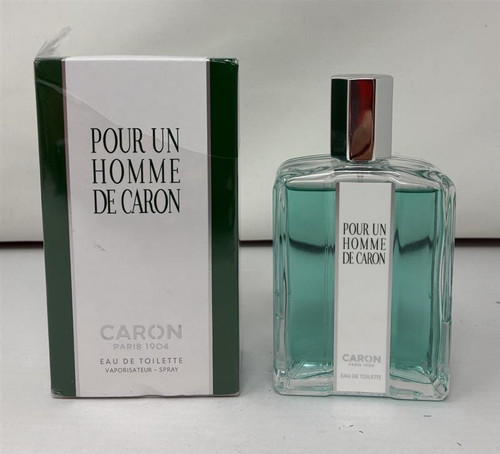 POUR UN
HOMME
DE CARON
CARON
PARIS 1904
EAU DE TOILETTE
VAPORISATEUR - SPRAY
POUR UN
HOMME
DE CARON
CARON
PARIS 1904
EAU DE TOILETTE